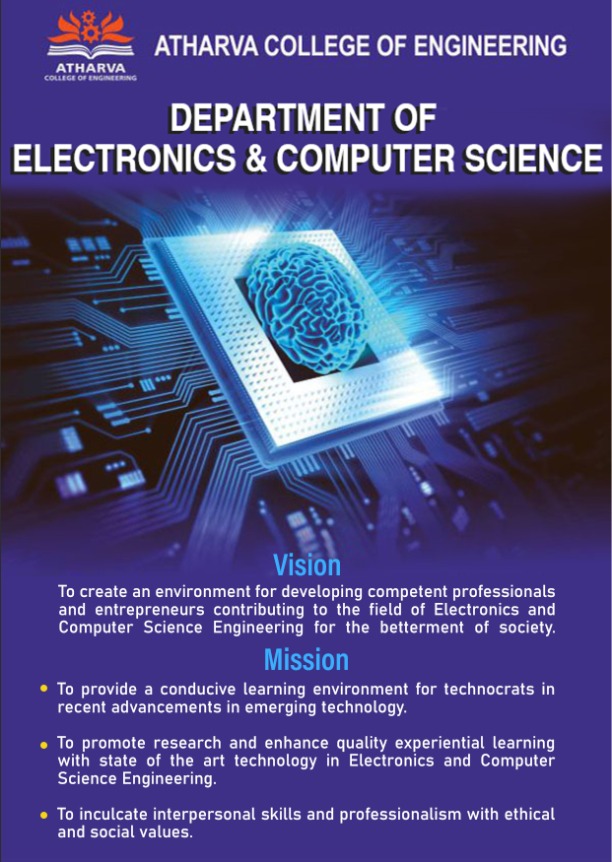 ATHARVA
COLLEGE OF ENGINEERING
ATHARVA COLLEGE OF ENGINEERING
DEPARTMENT OF
ELECTRONICS & COMPUTER SCIENCE
Vision
To create an environment for developing competent professionals
and entrepreneurs contributing to the field of Electronics and
Computer Science Engineering for the betterment of society.
Mission
• To provide a conducive learning environment for technocrats in
recent advancements in emerging technology.
• To promote research and enhance quality experiential learning
with state of the art technology in Electronics and Computer
Science Engineering.
• To inculcate interpersonal skills and professionalism with ethical
and social values.